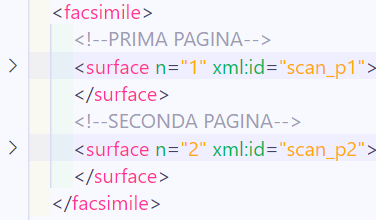 <facsimile>
<!--PRIMA PAGINA-->
<surface n="1" xml:id="scan_p1">
</surface>
<!--SECONDA PAGINA-->
<surface n="2" xml:id="scan_p2">
</surface>
</facsimile>